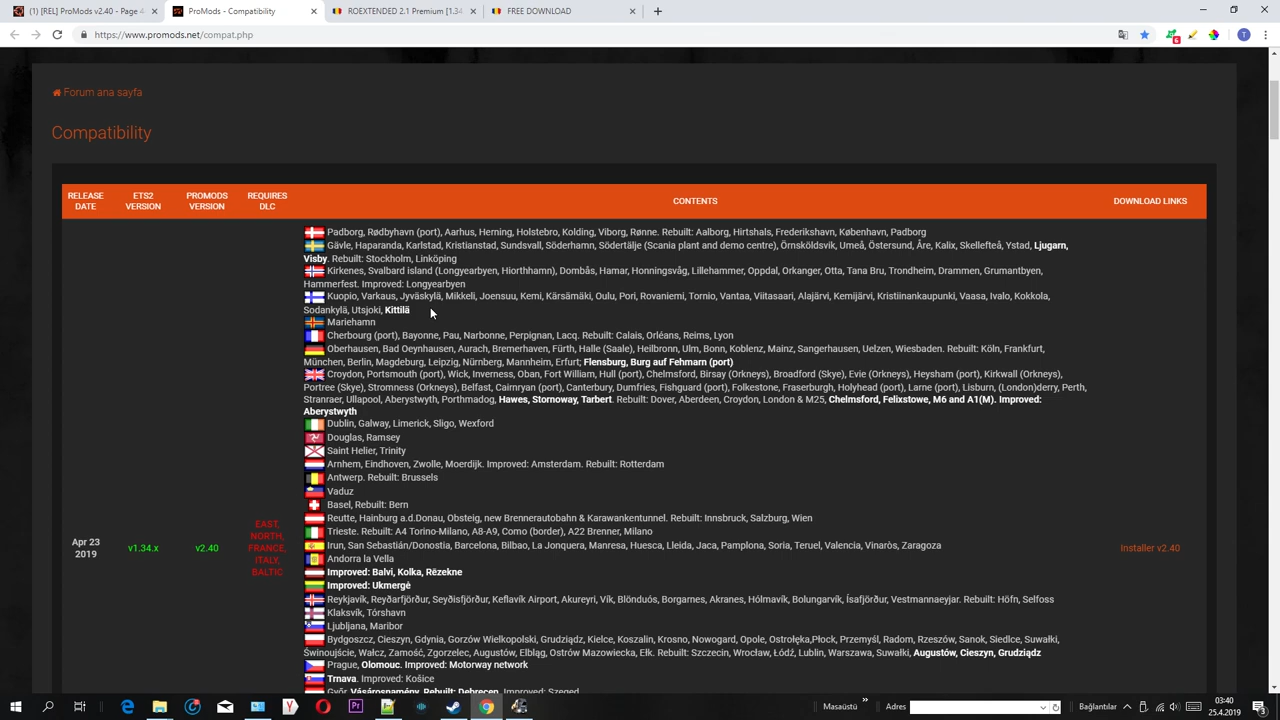 (1) [REL] ProMods v2.40 - Page 4
ProMods - Compatibility
ROEXTENDED 2.1 Premium [1.34
FREE DOWNLOAD
https://www.promods.net/compat.php
6
T
Forum ana sayfa
Compatibility
RELEASE DATE
ETS2 VERSION
PROMODS VERSION
REQUIRES DLC
CONTENTS
DOWNLOAD LINKS
Padborg, Rødbyhavn (port), Aarhus, Herning, Holstebro, Kolding, Viborg, Rønne. Rebuilt: Aalborg, Hirtshals, Frederikshavn, København, Padborg
Gävle, Haparanda, Karlstad, Kristianstad, Sundsvall, Söderhamn, Södertälje (Scania plant and demo centre), Örnsköldsvik, Umeå, Östersund, Åre, Kalix, Skellefteå, Ystad, Ljugarn,
Visby. Rebuilt: Stockholm, Linköping
Kirkenes, Svalbard island (Longyearbyen, Hiorthhamn), Dombås, Hamar, Honningsvåg, Lillehammer, Oppdal, Orkanger, Otta, Tana Bru, Trondheim, Drammen, Grumantbyen,
Hammerfest. Improved: Longyearbyen
Kuopio, Varkaus, Jyväskylä, Mikkeli, Joensuu, Kemi, Kärsämäki, Oulu, Pori, Rovaniemi, Tornio, Vantaa, Viitasaari, Alajärvi, Kemijärvi, Kristiinankaupunki, Vaasa, Ivalo, Kokkola,
Sodankylä, Utsjoki, Kittilä
Mariehamn
Cherbourg (port), Bayonne, Pau, Narbonne, Perpignan, Lacq. Rebuilt: Calais, Orléans, Reims, Lyon
Oberhausen, Bad Oeynhausen, Aurach, Bremerhaven, Fürth, Halle (Saale), Heilbronn, Ulm, Bonn, Koblenz, Mainz, Sangerhausen, Uelzen, Wiesbaden. Rebuilt: Köln, Frankfurt,
München, Berlin, Magdeburg, Leipzig, Nürnberg, Mannheim, Erfurt; Flensburg, Burg auf Fehmarn (port)
Croydon, Portsmouth (port), Wick, Inverness, Oban, Fort William, Hull (port), Chelmsford, Birsay (Orkneys), Broadford (Skye), Evie (Orkneys), Heysham (port), Kirkwall (Orkneys),
Portree (Skye), Stromness (Orkneys), Belfast, Cairnryan (port), Canterbury, Dumfries, Fishguard (port), Folkestone, Fraserburgh, Holyhead (port), Larne (port), Lisburn, (London)derry, Perth,
Stranraer, Ullapool, Aberystwyth, Porthmadog, Hawes, Stornoway, Tarbert. Rebuilt: Dover, Aberdeen, Croydon, London & M25, Chelmsford, Felixstowe, M6 and A1(M). Improved:
Aberystwyth
Dublin, Galway, Limerick, Sligo, Wexford
Douglas, Ramsey
Saint Helier, Trinity
Arnhem, Eindhoven, Zwolle, Moerdijk. Improved: Amsterdam. Rebuilt: Rotterdam
Antwerp. Rebuilt: Brussels
Vaduz
Basel, Rebuilt: Bern
Reutte, Hainburg a.d.Donau, Obsteig, new Brennerautobahn & Karawankentunnel. Rebuilt: Innsbruck, Salzburg, Wien
Trieste. Rebuilt: A4 Torino-Milano, A8-A9, Como (border), A22 Brenner, Milano
Irun, San Sebastián/Donostia, Barcelona, Bilbao, La Jonquera, Manresa, Huesca, Lleida, Jaca, Pamplona, Soria, Teruel, Valencia, Vinaròs, Zaragoza
Andorra la Vella
Improved: Balvi, Kolka, Rēzekne
Improved: Ukmergė
Reykjavík, Reyðarfjörður, Seyðisfjörður, Keflavík Airport, Akureyri, Vík, Blönduós, Borgarnes, Akranes, Hólmavík, Bolungarvík, Ísafjörður, Vestmannaeyjar. Rebuilt: Höfn, Selfoss
Klaksvík, Tórshavn
Ljubljana, Maribor
Bydgoszcz, Cieszyn, Gdynia, Gorzów Wielkopolski, Grudziądz, Kielce, Koszalin, Krosno, Nowogard, Opole, Ostrołęka,Płock, Przemyśl, Radom, Rzeszów, Sanok, Siedlce, Suwałki,
Świnoujście, Wałcz, Zamość, Zgorzelec, Augustów, Elbląg, Ostrów Mazowiecka, Ełk. Rebuilt: Szczecin, Wrocław, Łódź, Lublin, Warszawa, Suwałki, Augustów, Cieszyn, Grudziądz
Prague, Olomouc. Improved: Motorway network
Trnava. Improved: Košice
Győr, Vásárosnamény, Rebuilt: Debrecen, Improved: Szeged
Apr 23 2019
v1.34.x
v2.40
EAST, NORTH, FRANCE, ITALY, BALTIC
Installer v2.40
Masaüstü
Adres
Bağlantılar
03:40
25.4.2019
3